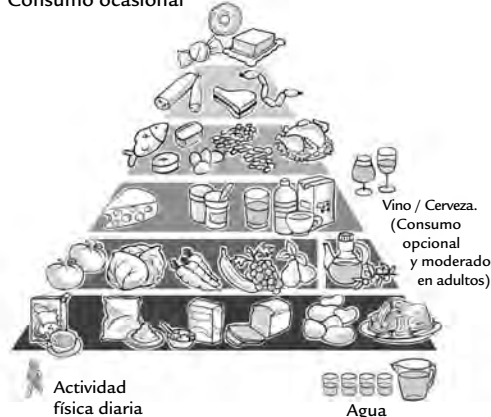 Consumo ocasional
Vino / Cerveza.
(Consumo
opcional
y moderado
en adultos)
Actividad
física diaria
Agua